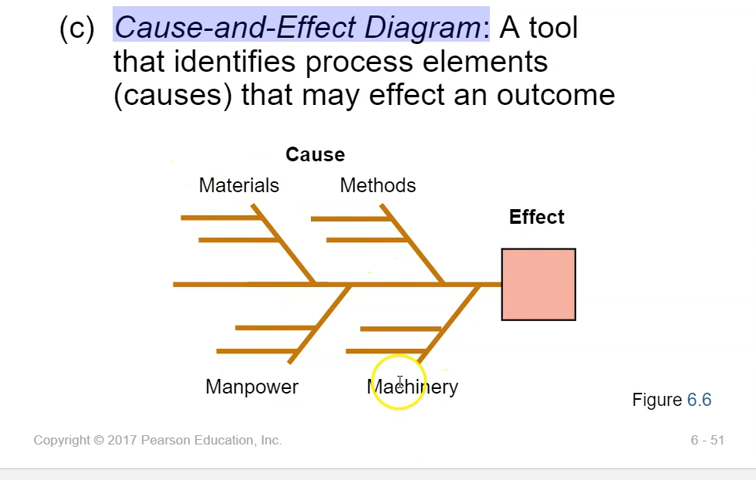 (c) Cause-and-Effect Diagram: A tool
that identifies process elements
(causes) that may effect an outcome
Cause
Materials
Methods
Effect
Manpower
Machinery
Figure 6.6
Copyright © 2017 Pearson Education, Inc.
6 - 51